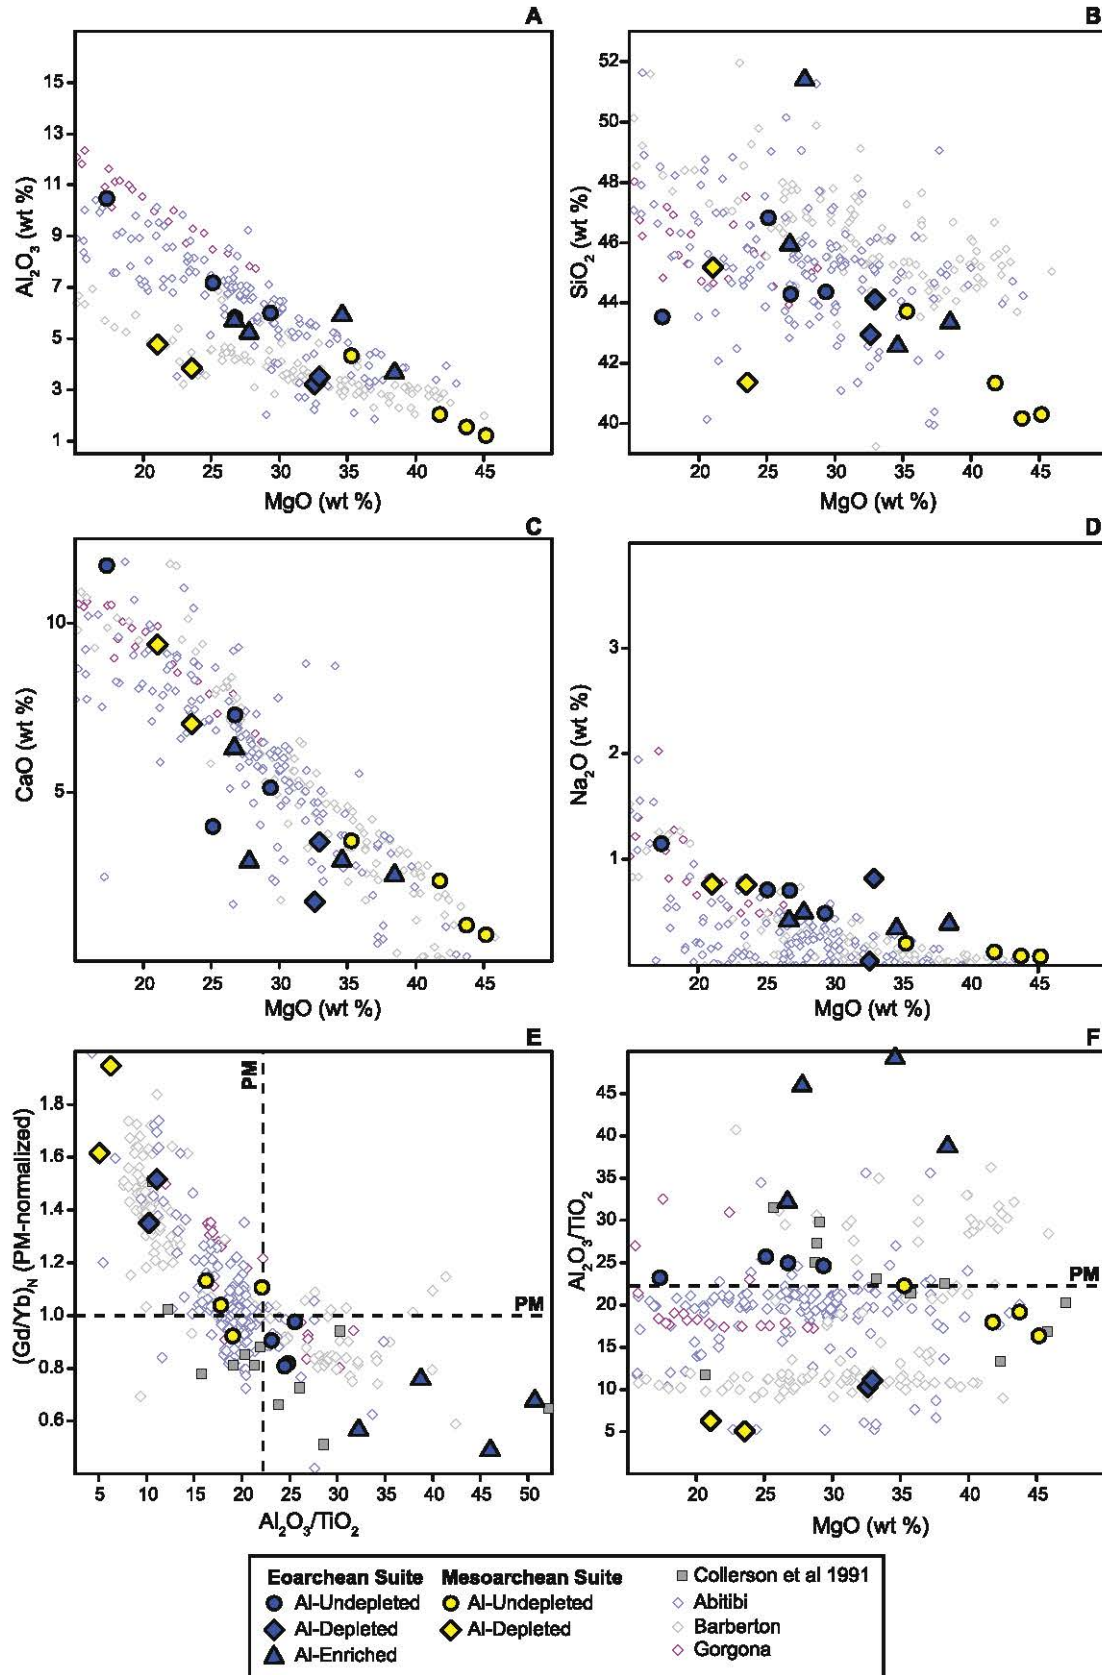 A
B
Al2O3 (wt %)
15
13
11
9
7
5
3
1
20 25 30 35 40 45
MgO (wt %)
SiO2 (wt %)
52
50
48
46
44
42
40
20 25 30 35 40 45
MgO (wt %)
C
D
CaO (wt %)
10
5
20 25 30 35 40 45
MgO (wt %)
Na2O (wt %)
3
2
1
20 25 30 35 40 45
MgO (wt %)
E
F
(Gd/Yb)N (PM-normalized)
1.8
1.6
1.4
1.2
1.0
0.8
0.6
PM
PM
5 10 15 20 25 30 35 40 45 50
Al2O3/TiO2
Al2O3/TiO2
45
40
35
30
25
20
15
10
5
PM
20 25 30 35 40 45
MgO (wt %)
Eoarchean Suite
Al-Undepleted
Al-Depleted
Al-Enriched
Mesoarchean Suite
Al-Undepleted
Al-Depleted
Collerson et al 1991
Abitibi
Barberton
Gorgona